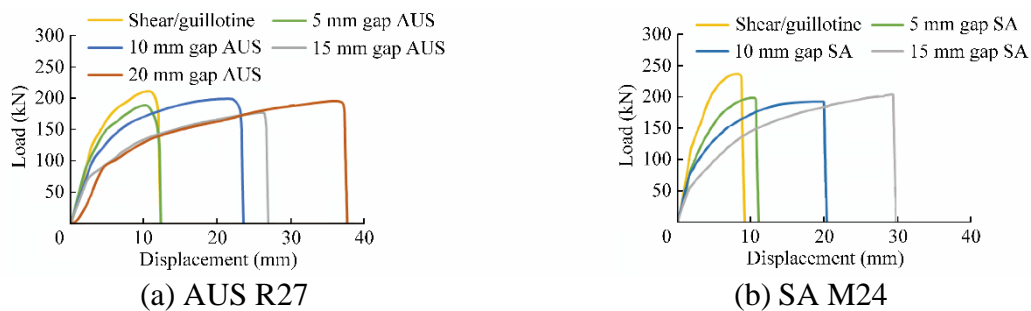 Shear/guillotine 5 mm gap AUS
10 mm gap AUS 15 mm gap AUS
20 mm gap AUS
300
250
200
150
100
50
0 10 20 30 40
Load (kN)
Displacement (mm)
(a) AUS R27
Shear/guillotine 5 mm gap SA
10 mm gap SA 15 mm gap SA
300
250
200
150
100
50
0 10 20 30 40
Load (kN)
Displacement (mm)
(b) SA M24